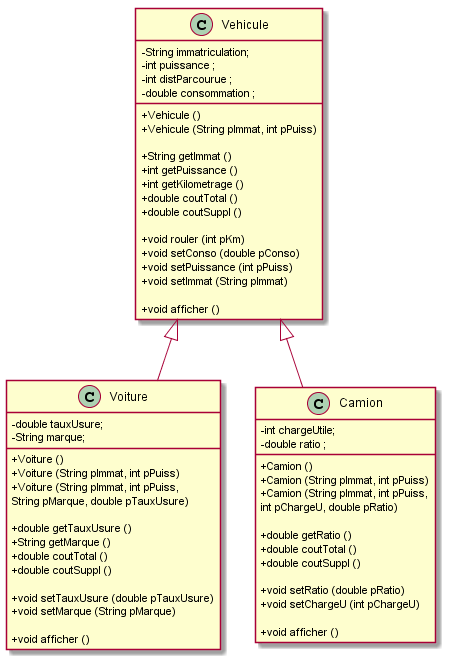 C Vehicule
-String immatriculation;
-int puissance ;
-int distParcourue ;
-double consommation ;
+Vehicule ()
+Vehicule (String pImmat, int pPuiss)
+String getImmat ()
+int getPuissance ()
+int getKilometrage ()
+double coutTotal ()
+double coutSuppl ()
+void rouler (int pKm)
+void setConso (double pConso)
+void setPuissance (int pPuiss)
+void setImmat (String pImmat)
+void afficher ()
C Voiture
-double tauxUsure;
-String marque;
+Voiture ()
+Voiture (String pImmat, int pPuiss)
+Voiture (String pImmat, int pPuiss,
String pMarque, double pTauxUsure)
+double getTauxUsure ()
+String getMarque ()
+double coutTotal ()
+double coutSuppl ()
+void setTauxUsure (double pTauxUsure)
+void setMarque (String pMarque)
+void afficher ()
C Camion
-int chargeUtile;
-double ratio ;
+Camion ()
+Camion (String pImmat, int pPuiss)
+Camion (String pImmat, int pPuiss,
int pChargeU, double pRatio)
+double getRatio ()
+double coutTotal ()
+double coutSuppl ()
+void setRatio (double pRatio)
+void setChargeU (int pChargeU)
+void afficher ()